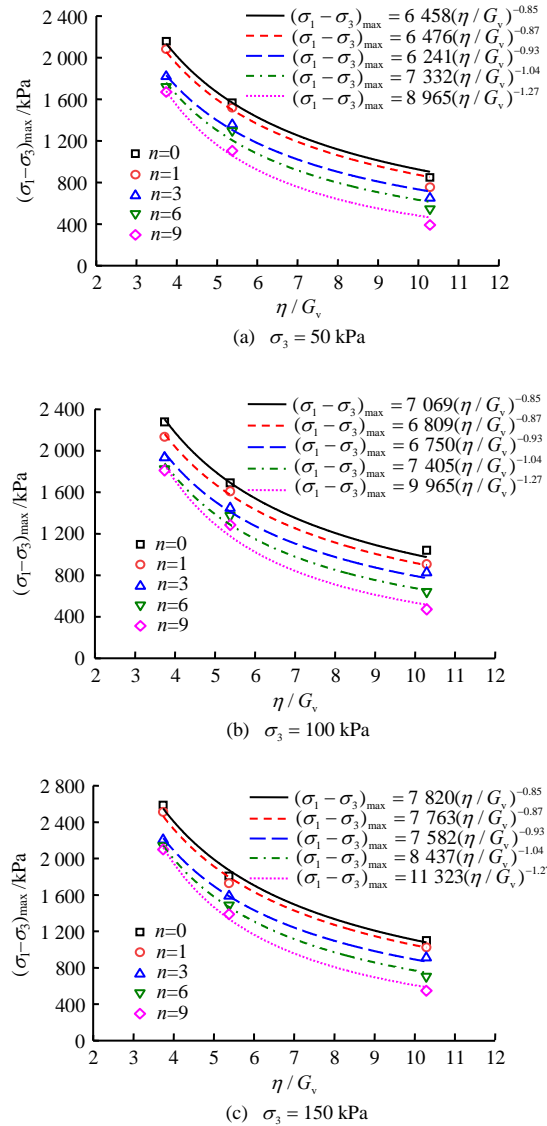 2 400
2 000
1 600
1 200
800
400
0
(σ₁−σ₃)max /kPa
(σ₁ − σ₃)max = 6 458(η / Gᵥ)^−0.85
(σ₁ − σ₃)max = 6 476(η / Gᵥ)^−0.87
(σ₁ − σ₃)max = 6 241(η / Gᵥ)^−0.93
(σ₁ − σ₃)max = 7 332(η / Gᵥ)^−1.04
(σ₁ − σ₃)max = 8 965(η / Gᵥ)^−1.27
n=0
n=1
n=3
n=6
n=9
2 3 4 5 6 7 8 9 10 11 12
η / Gᵥ
(a) σ₃ = 50 kPa
2 400
2 000
1 600
1 200
800
400
0
(σ₁−σ₃)max /kPa
(σ₁ − σ₃)max = 7 069(η / Gᵥ)^−0.85
(σ₁ − σ₃)max = 6 809(η / Gᵥ)^−0.87
(σ₁ − σ₃)max = 6 750(η / Gᵥ)^−0.93
(σ₁ − σ₃)max = 7 405(η / Gᵥ)^−1.04
(σ₁ − σ₃)max = 9 965(η / Gᵥ)^−1.27
n=0
n=1
n=3
n=6
n=9
2 3 4 5 6 7 8 9 10 11 12
η / Gᵥ
(b) σ₃ = 100 kPa
2 800
2 400
2 000
1 600
1 200
800
400
0
(σ₁−σ₃)max /kPa
(σ₁ − σ₃)max = 7 820(η / Gᵥ)^−0.85
(σ₁ − σ₃)max = 7 763(η / Gᵥ)^−0.87
(σ₁ − σ₃)max = 7 582(η / Gᵥ)^−0.93
(σ₁ − σ₃)max = 8 437(η / Gᵥ)^−1.04
(σ₁ − σ₃)max = 11 323(η / Gᵥ)^−1.27
n=0
n=1
n=3
n=6
n=9
2 3 4 5 6 7 8 9 10 11 12
η / Gᵥ
(c) σ₃ = 150 kPa